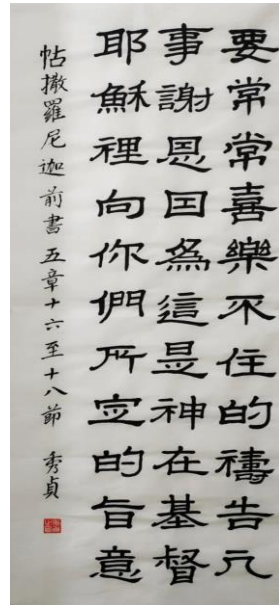 要常常喜樂不住的禱告凡
事謝恩因為這是神在基督
耶穌裡向你們所定的旨意
帖撒羅尼迦前書五章十六至十八節 秀貞